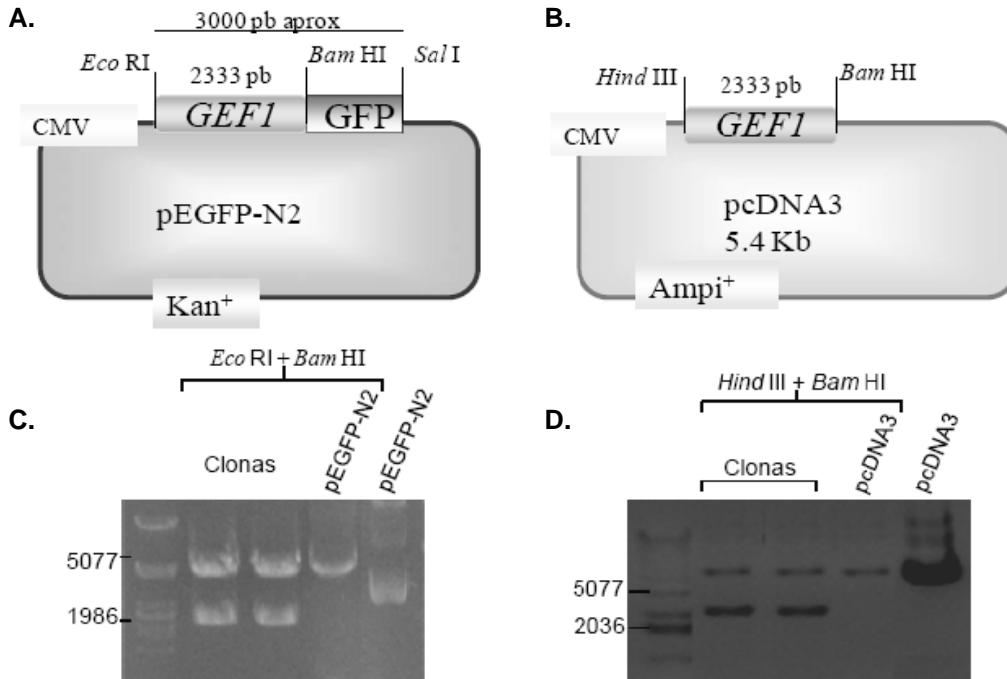 A.
3000 pb aprox
Eco RI
Bam HI
Sal I
2333 pb
CMV
GEF1
GFP
pEGFP-N2
Kan+
B.
Hind III
2333 pb
Bam HI
CMV
GEF1
pcDNA3
5.4 Kb
Ampi+
C.
Eco RI + Bam HI
Clonas
pEGFP-N2
pEGFP-N2
5077
1986
D.
Hind III + Bam HI
Clonas
pcDNA3
pcDNA3
5077
2036